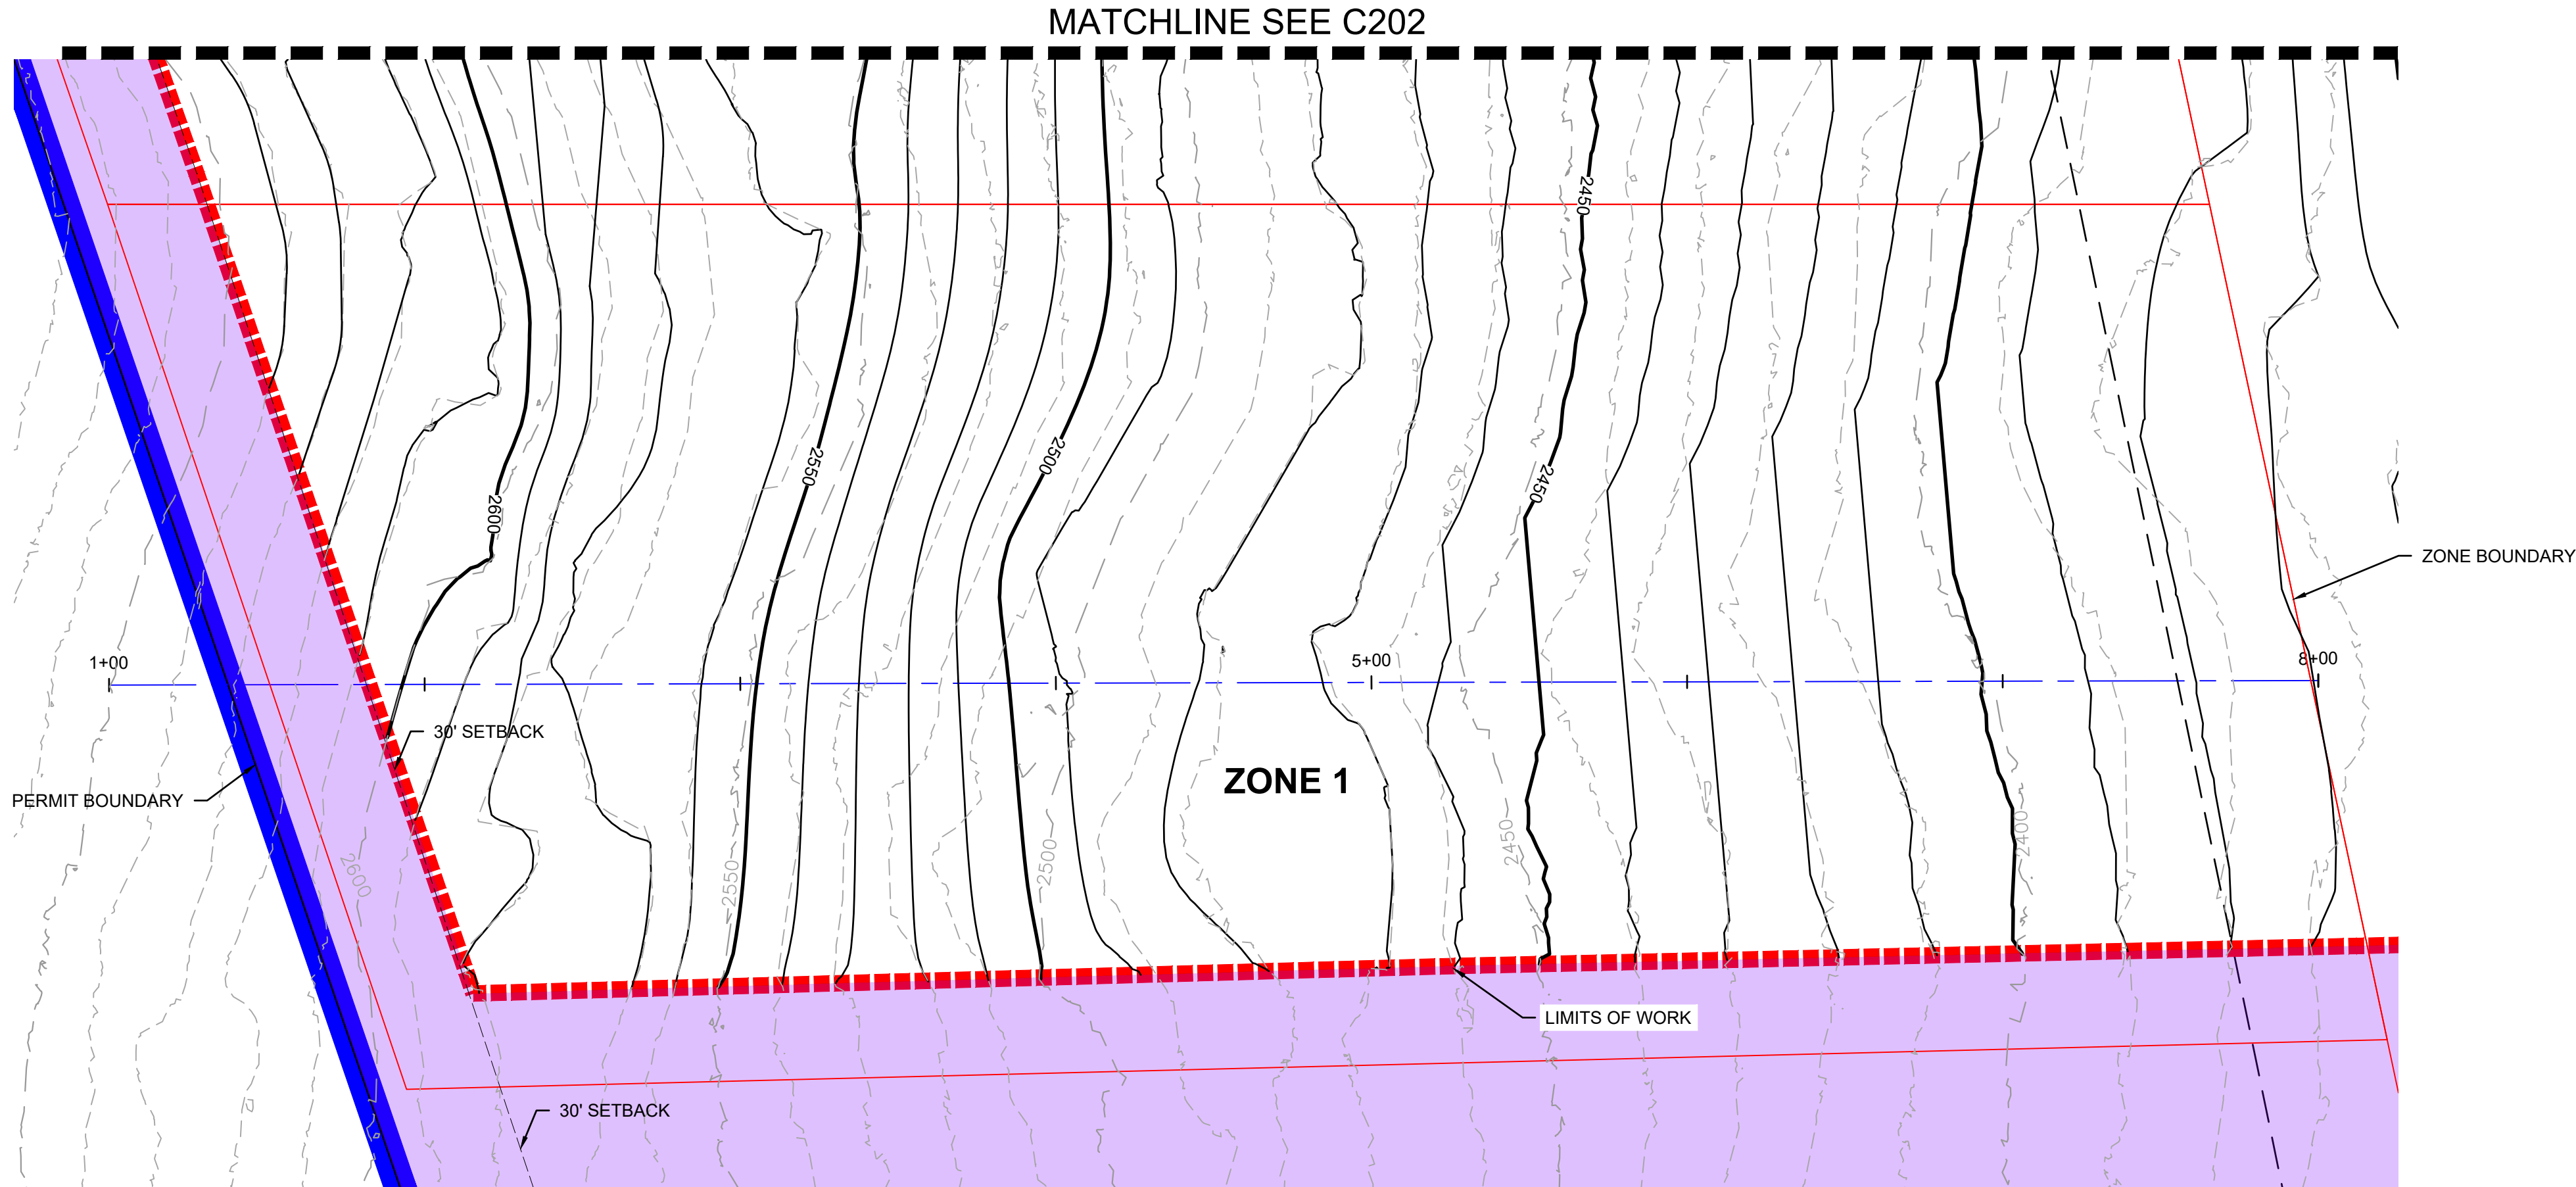 MATCHLINE SEE C202
2450
2500
2550
2450
2600
ZONE BOUNDARY
1+00
5+00
8+00
30' SETBACK
ZONE 1
PERMIT BOUNDARY
2600
2550
2500
2450
2400
LIMITS OF WORK
30' SETBACK